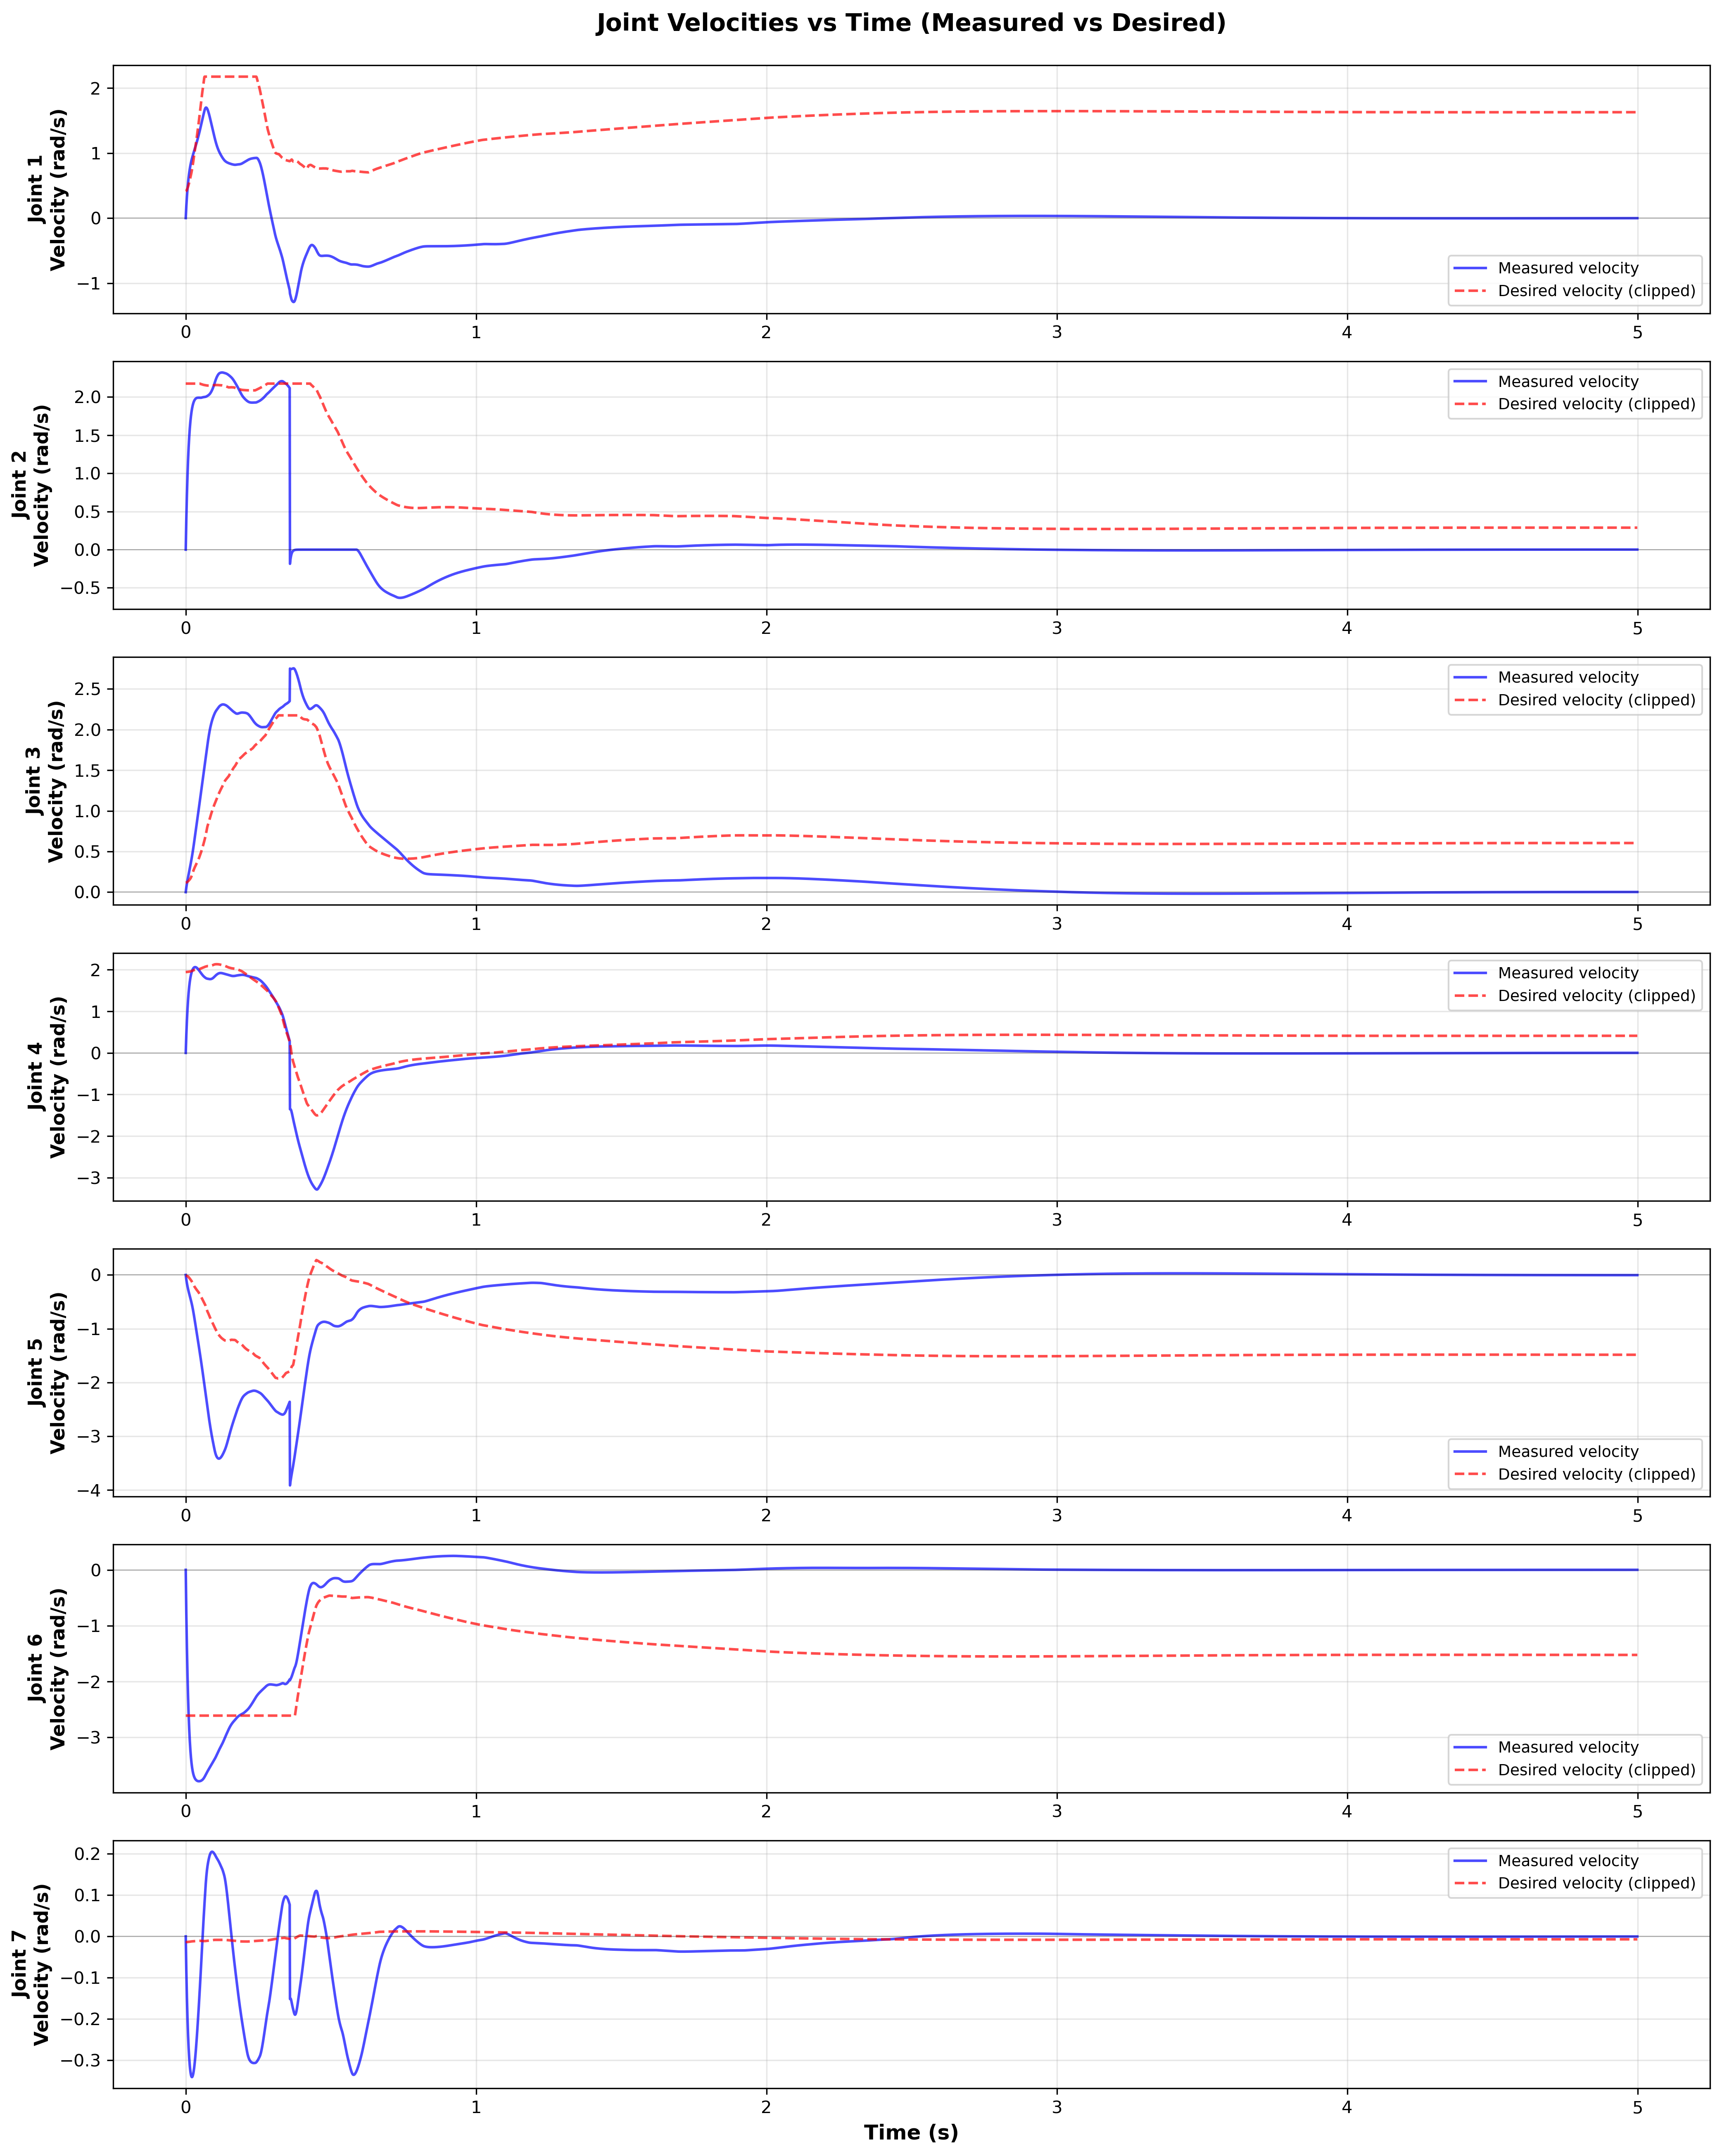 Joint Velocities vs Time (Measured vs Desired)
Joint 1
Velocity (rad/s)
2
1
0
−1
Measured velocity
Desired velocity (clipped)
0 1 2 3 4 5
Joint 2
Velocity (rad/s)
2.0
1.5
1.0
0.5
0.0
−0.5
Measured velocity
Desired velocity (clipped)
0 1 2 3 4 5
Joint 3
Velocity (rad/s)
2.5
2.0
1.5
1.0
0.5
0.0
Measured velocity
Desired velocity (clipped)
0 1 2 3 4 5
Joint 4
Velocity (rad/s)
2
1
0
−1
−2
−3
Measured velocity
Desired velocity (clipped)
0 1 2 3 4 5
Joint 5
Velocity (rad/s)
0
−1
−2
−3
−4
Measured velocity
Desired velocity (clipped)
0 1 2 3 4 5
Joint 6
Velocity (rad/s)
0
−1
−2
−3
Measured velocity
Desired velocity (clipped)
0 1 2 3 4 5
Joint 7
Velocity (rad/s)
0.2
0.1
0.0
−0.1
−0.2
−0.3
Measured velocity
Desired velocity (clipped)
0 1 2 3 4 5
Time (s)